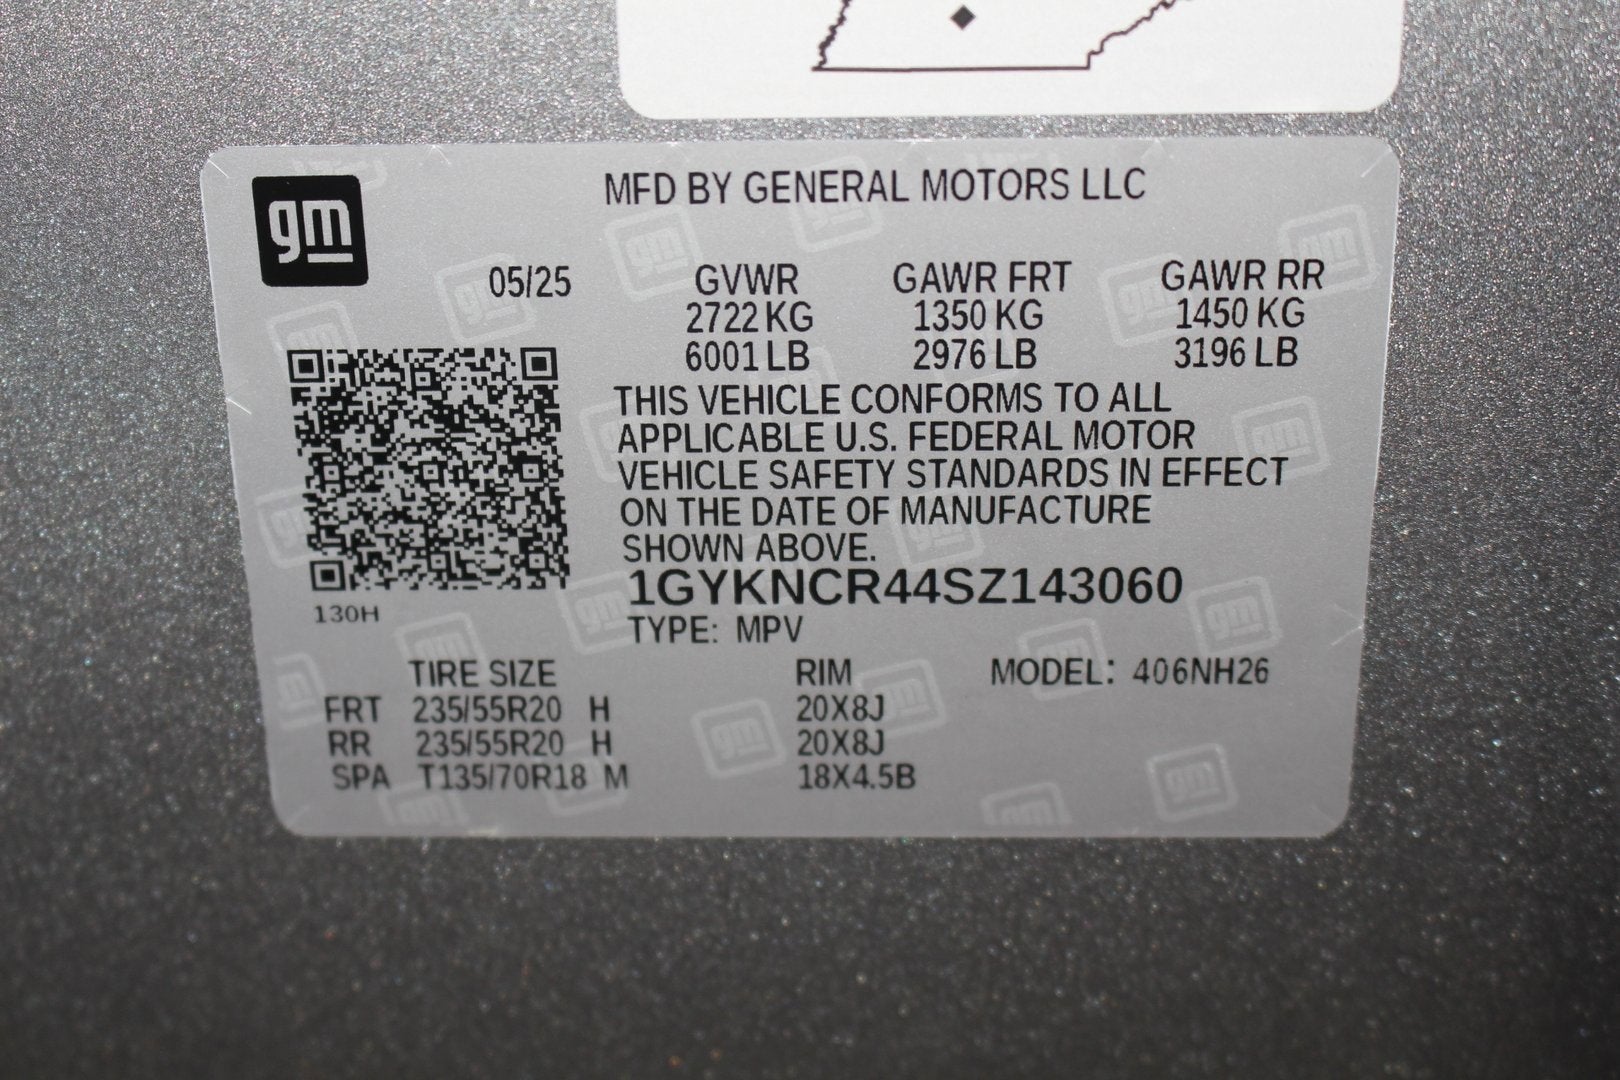 gm
MFD BY GENERAL MOTORS LLC
05/25 GVWR GAWR FRT GAWR RR
2722 KG 1350 KG 1450 KG
6001 LB 2976 LB 3196 LB
THIS VEHICLE CONFORMS TO ALL
APPLICABLE U.S. FEDERAL MOTOR
VEHICLE SAFETY STANDARDS IN EFFECT
ON THE DATE OF MANUFACTURE
SHOWN ABOVE.
1GYKNCR44SZ143060
130H
TYPE: MPV
TIRE SIZE RIM MODEL: 406NH26
FRT 235/55R20 H 20X8J
RR 235/55R20 H 20X8J
SPA T135/70R18 M 18X4.5B